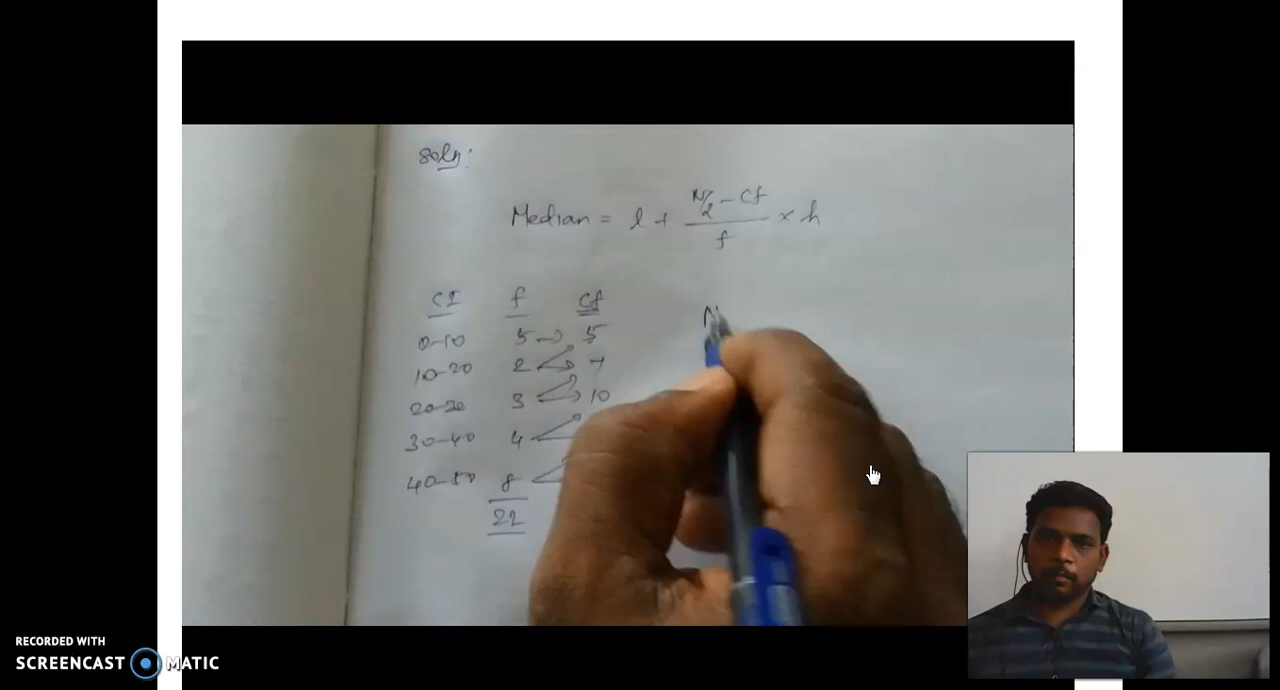 Soln:
Median = l + N/2 - Cf / f × h
CI f Cf
0-10 5 → 5
10-20 2 7
20-30 3 10
30-40 4
40-50 8
22
N
RECORDED WITH
SCREENCAST MATIC